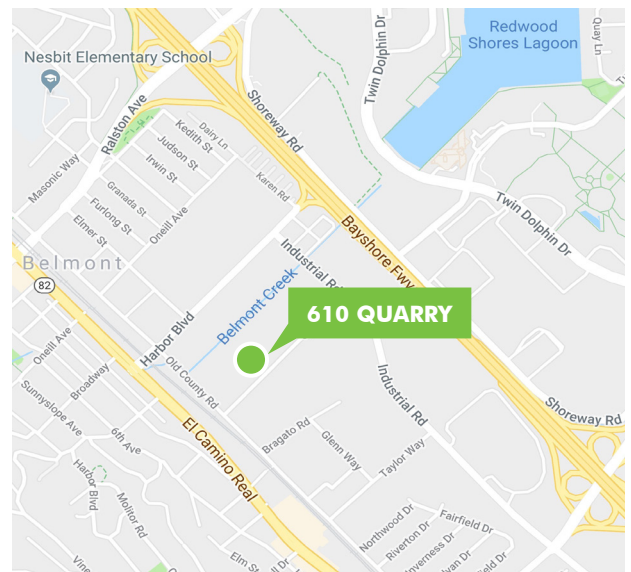 Redwood
Shores Lagoon
Quay Ln
Nesbit Elementary School
Twin Dolphin Dr
Shoreway Rd
Ralston Ave
Dairy Ln
Kedith St
Judson St
Irwin St
Masonic Way
Karen Rd
Granada St
Furlong St
Elmer St
Oneill Ave
Twin Dolphin Dr
Belmont
Bayshore Fwy
Industrial Rd
82
Belmont Creek
610 QUARRY
Harbor Blvd
Oneill Ave
Old County Rd
Broadway
Sunnyslope Ave
Industrial Rd
Shoreway Rd
6th Ave
El Camino Real
Bragato Rd
Glenn Way
Taylor Way
Harbor Blvd
Molitor Rd
Fairfield Dr
Northwood Dr
Riverton Dr
Inverness Dr
Elm St